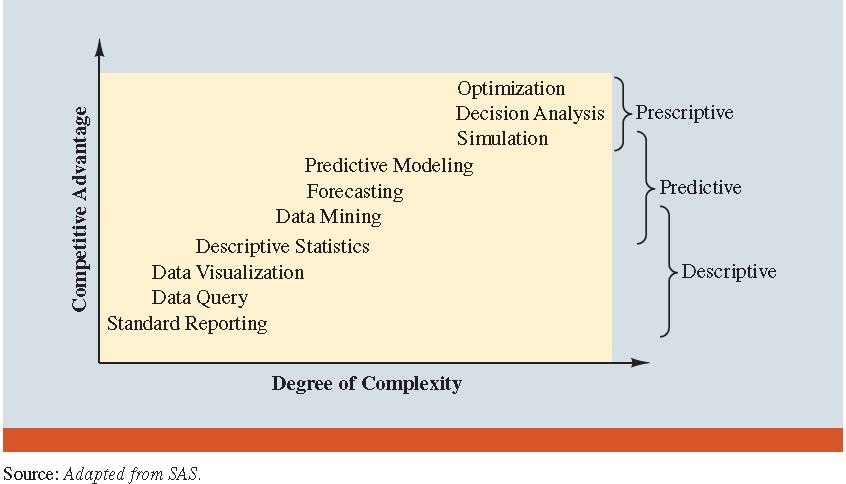 Competitive Advantage
Optimization
Decision Analysis
Simulation
Prescriptive
Predictive Modeling
Forecasting
Data Mining
Predictive
Descriptive Statistics
Data Visualization
Data Query
Standard Reporting
Descriptive
Degree of Complexity
Source: Adapted from SAS.